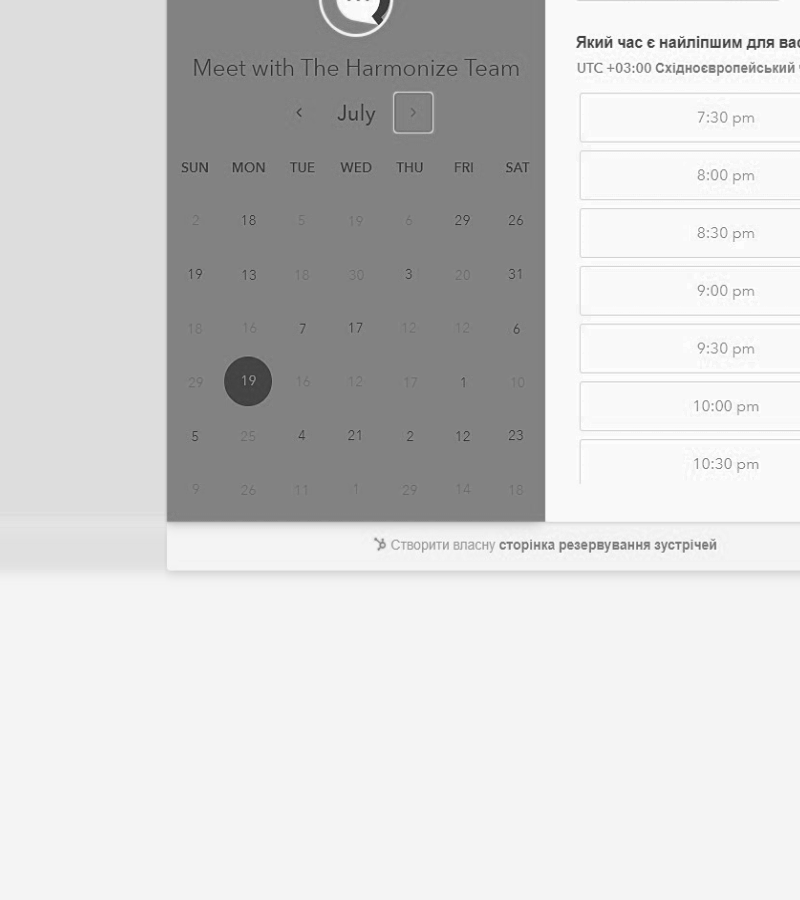 Meet with The Harmonize Team
July
SUN MON TUE WED THU FRI SAT
2 18 5 19 6 29 26
19 13 18 30 3 20 31
18 16 7 17 12 12 6
29 19 16 12 17 1 10
5 25 4 21 2 12 23
9 26 11 1 29 14 18
Який час є найліпшим для вас
UTC +03:00 Східноєвропейський
7:30 pm
8:00 pm
8:30 pm
9:00 pm
9:30 pm
10:00 pm
10:30 pm
Створити власну сторінка резервування зустрічей